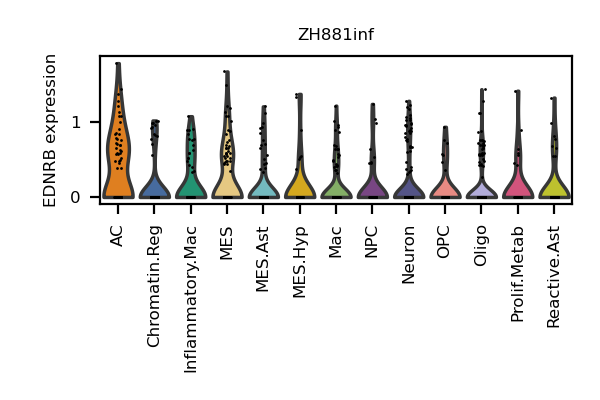 ZH881inf
EDNRB expression
1
0
AC
Chromatin.Reg
Inflammatory.Mac
MES
MES.Ast
MES.Hyp
Mac
NPC
Neuron
OPC
Oligo
Prolif.Metab
Reactive.Ast